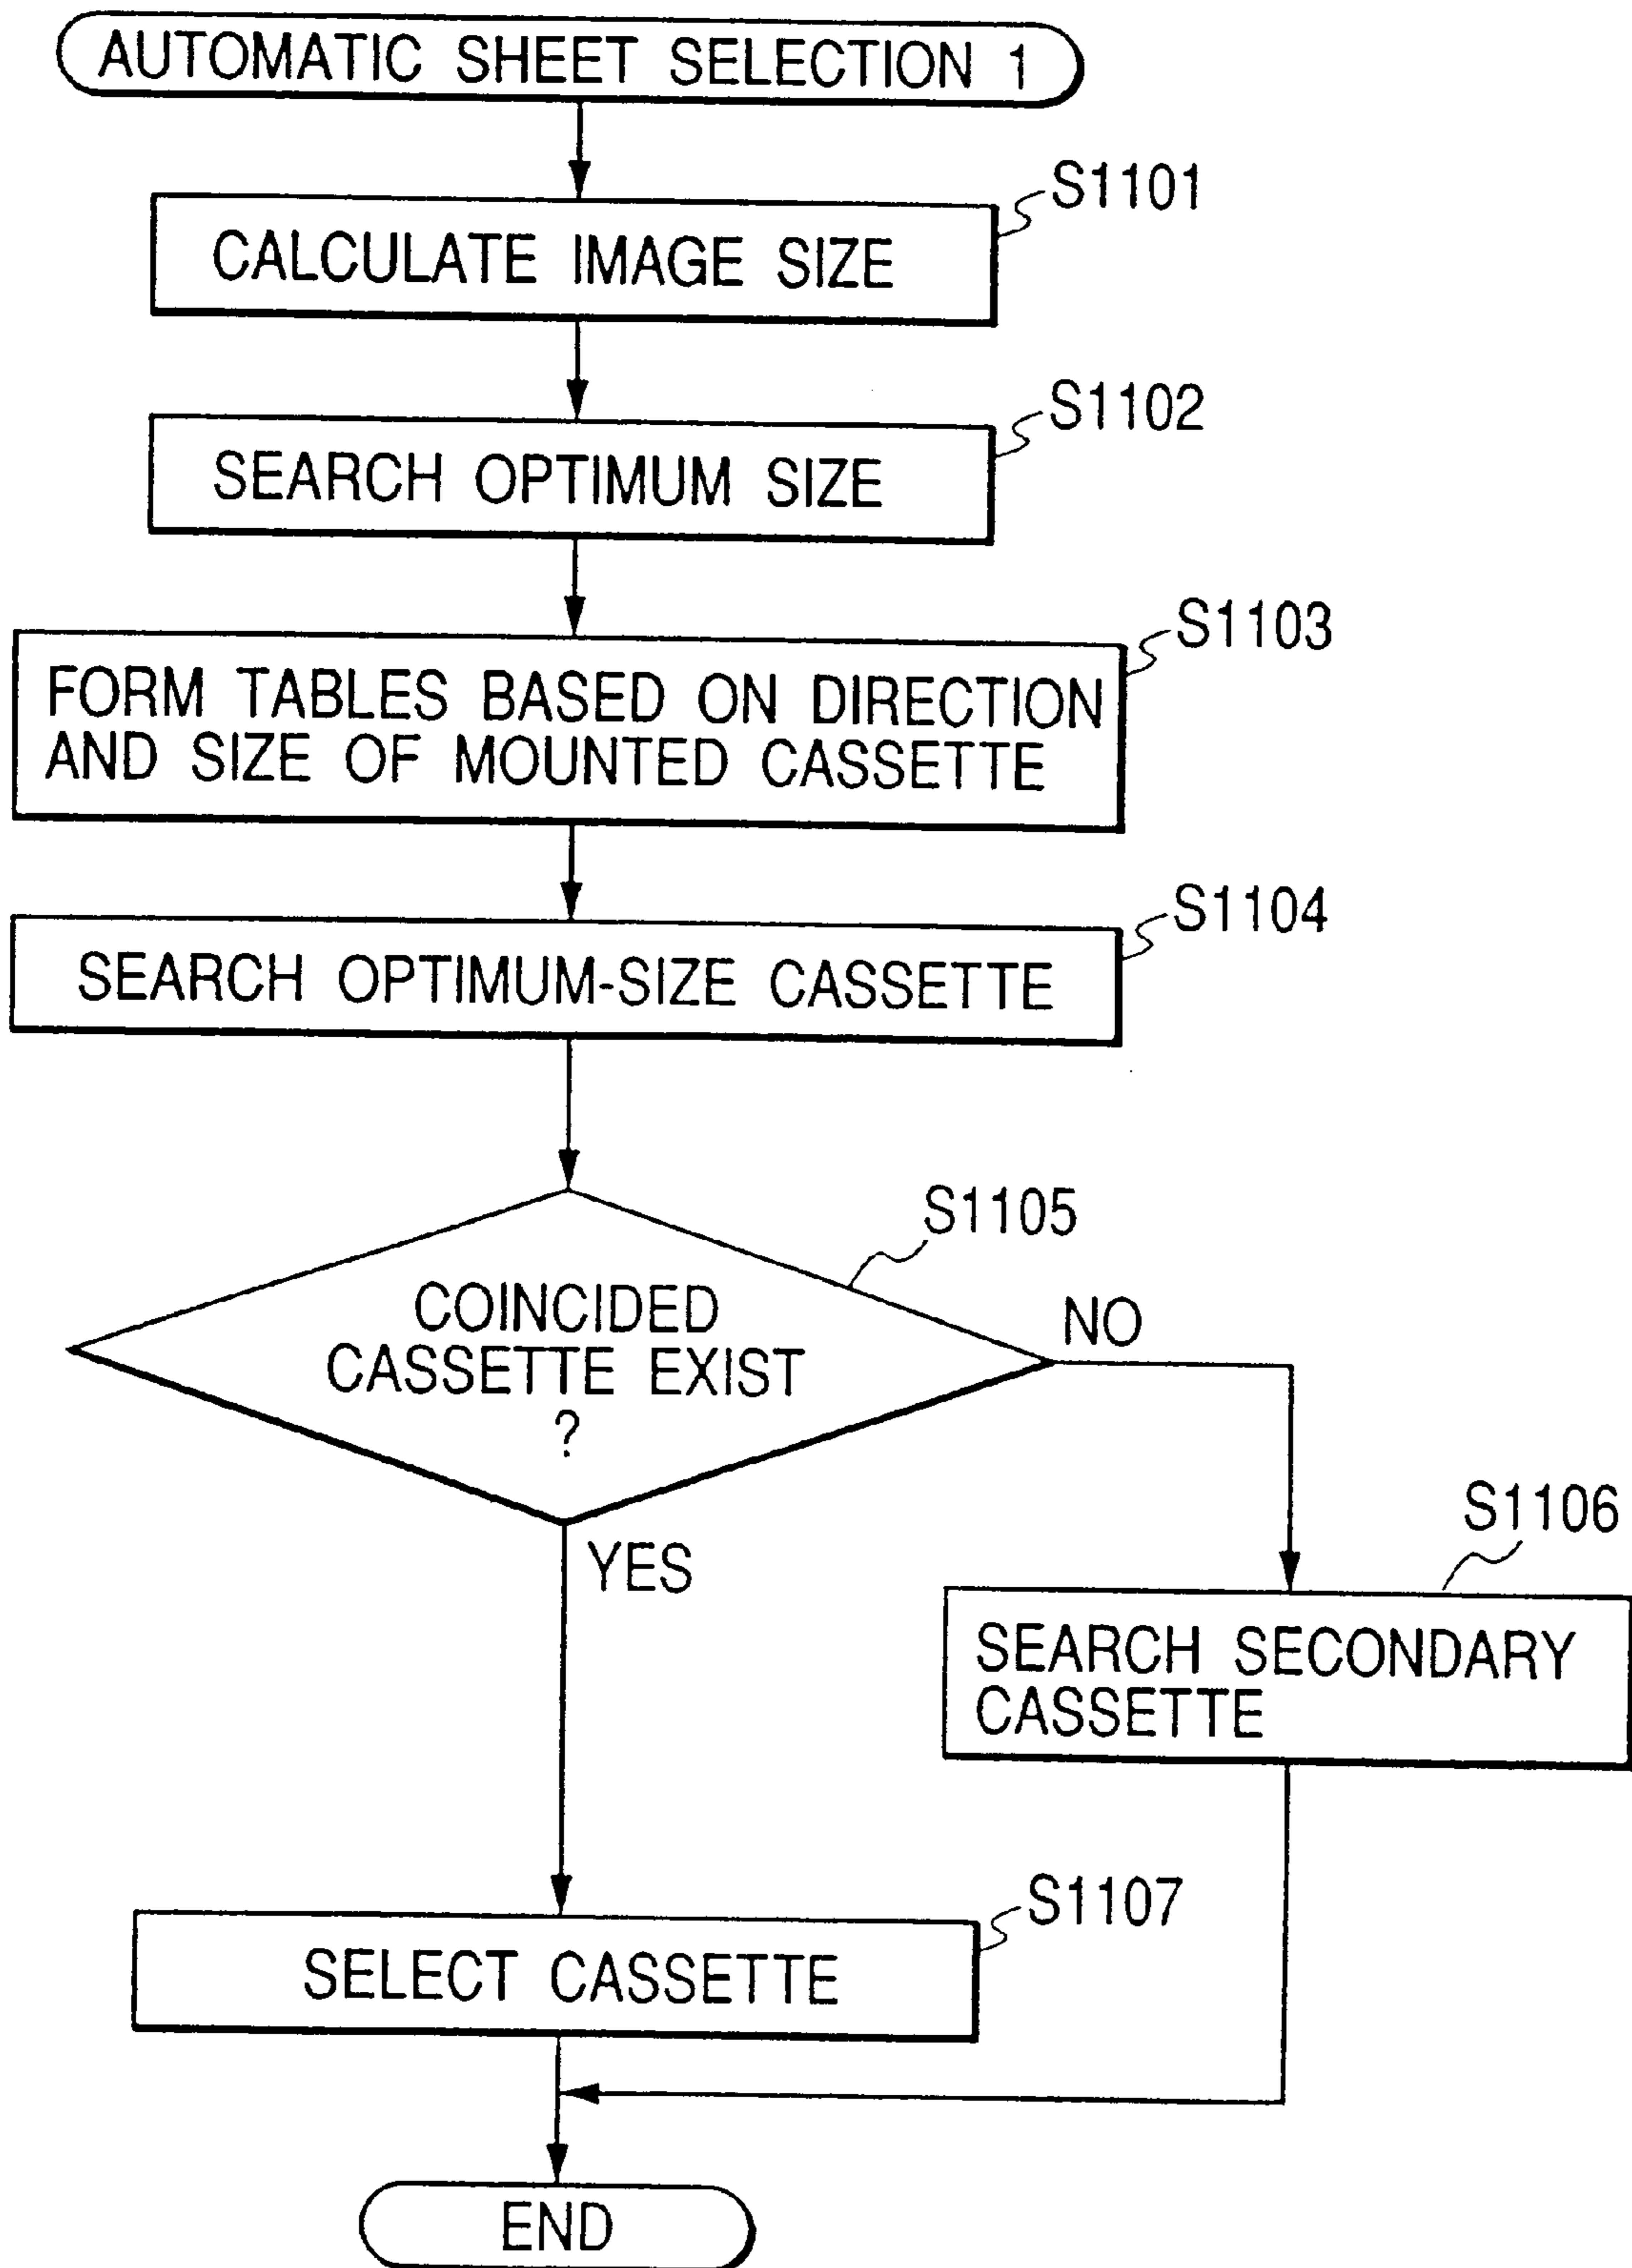 AUTOMATIC SHEET SELECTION 1
S1101
CALCULATE IMAGE SIZE
S1102
SEARCH OPTIMUM SIZE
S1103
FORM TABLES BASED ON DIRECTION
AND SIZE OF MOUNTED CASSETTE
S1104
SEARCH OPTIMUM-SIZE CASSETTE
S1105
COINCIDED
CASSETTE EXIST
?
NO
YES
S1106
SEARCH SECONDARY
CASSETTE
S1107
SELECT CASSETTE
END